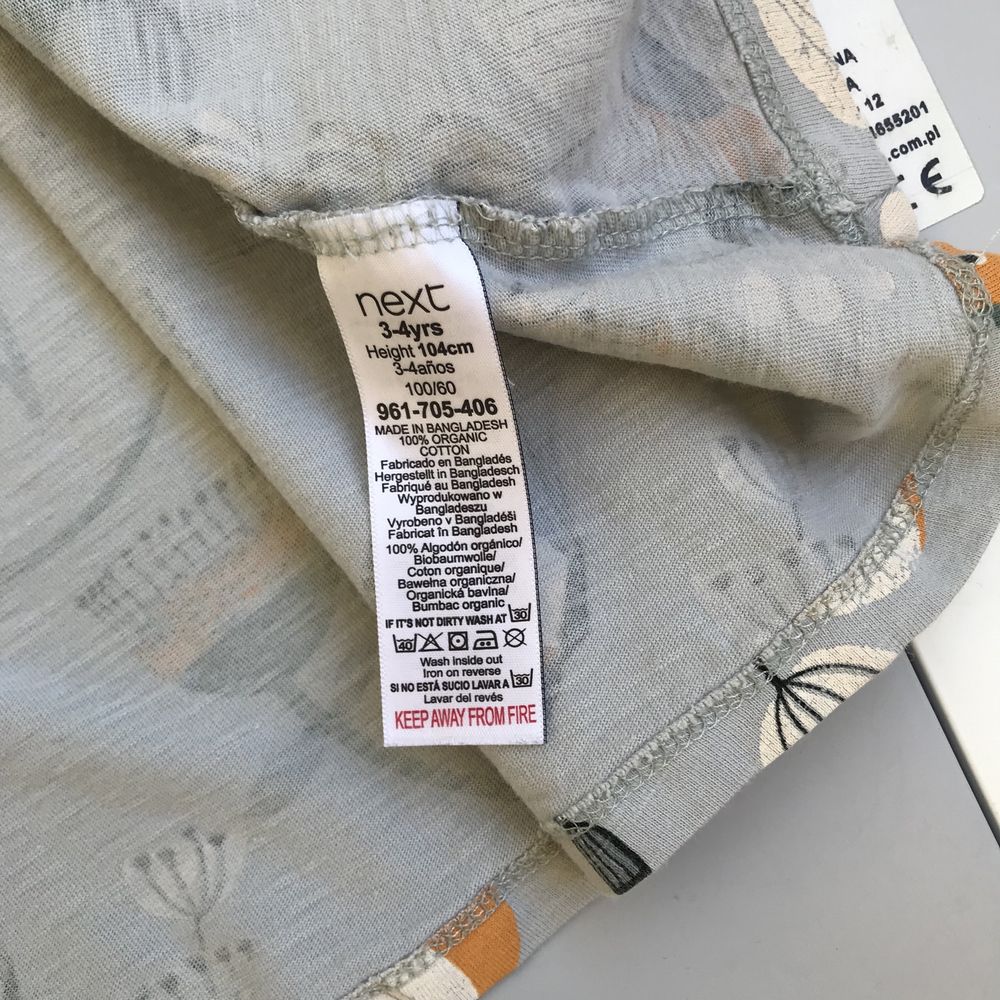 12
.com.pl
CE
next
3-4yrs
Height 104cm
3-4años
100/60
961-705-406
MADE IN BANGLADESH
100% ORGANIC
COTTON
Fabricado en Bangladés
Hergestellt in Bangladesch
Fabriqué au Bangladesh
Wyprodukowano w
Bangladeszu
Vyrobeno v Bangladéši
Fabricat în Bangladesh
100% Algodón orgánico/
Biobaumwolle/
Coton organique/
Bawełna organiczna/
Organická bavlna/
Bumbac organic
IF IT'S NOT DIRTY WASH AT 30
40
Wash inside out
Iron on reverse
SI NO ESTÁ SUCIO LAVAR A 30
Lavar del revés
KEEP AWAY FROM FIRE